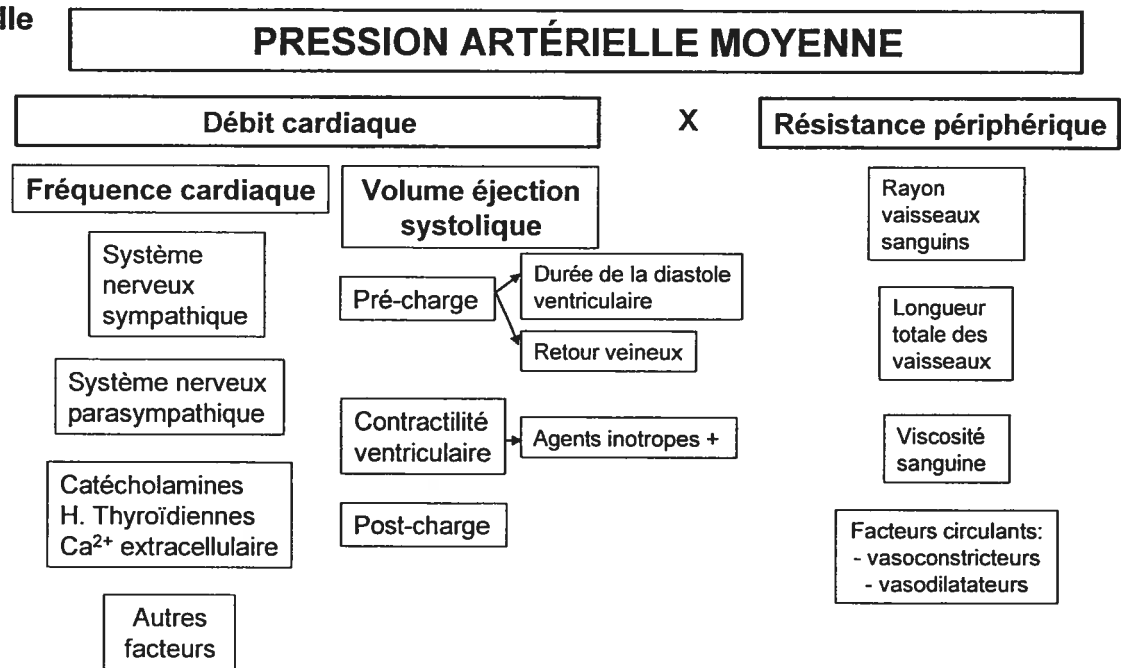 PRESSION ARTÉRIELLE MOYENNE
Débit cardiaque
X
Résistance périphérique
Fréquence cardiaque
Système
nerveux
sympathique
Système nerveux
parasympathique
Catécholamines
H. Thyroïdiennes
Ca²⁺ extracellulaire
Autres
facteurs
Volume éjection
systolique
Pré-charge
Durée de la diastole
ventriculaire
Retour veineux
Contractilité
ventriculaire
Agents inotropes +
Post-charge
Rayon
vaisseaux
sanguins
Longueur
totale des
vaisseaux
Viscosité
sanguine
Facteurs circulants:
- vasoconstricteurs
- vasodilatateurs